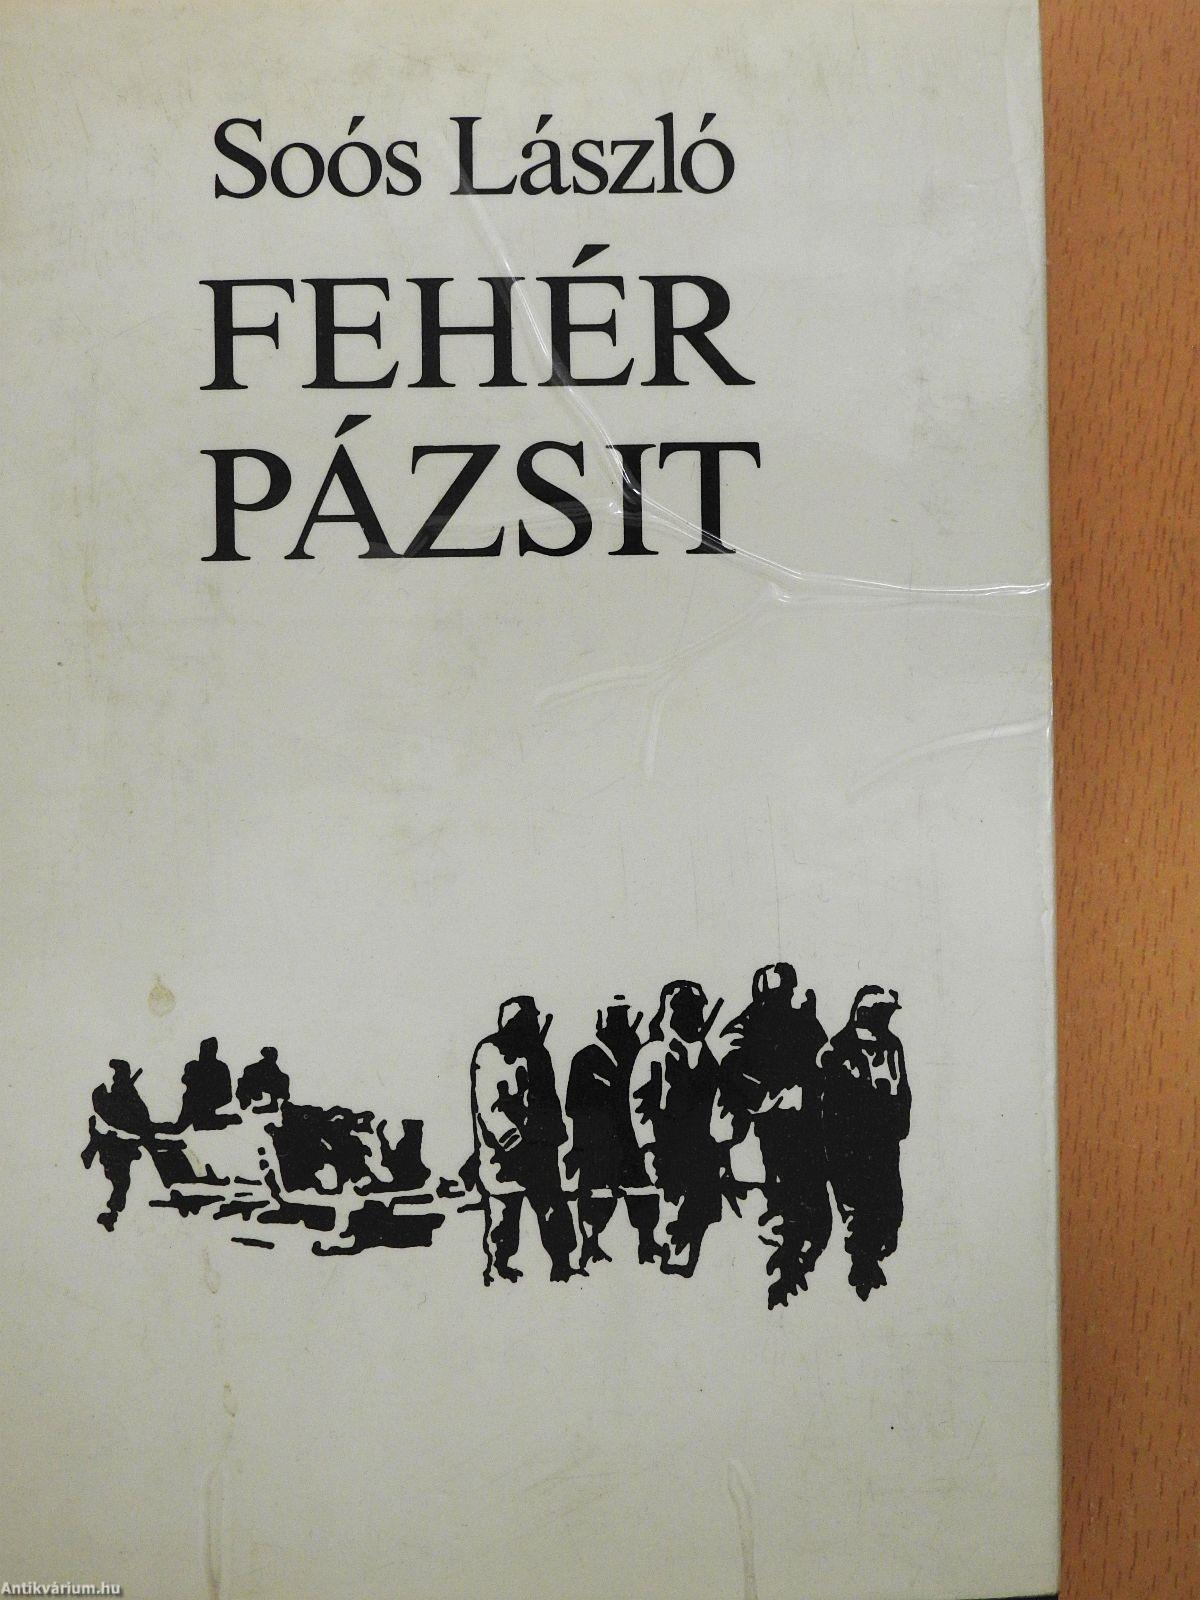 Soós László
FEHÉR
PÁZSIT
Antikvárium.hu